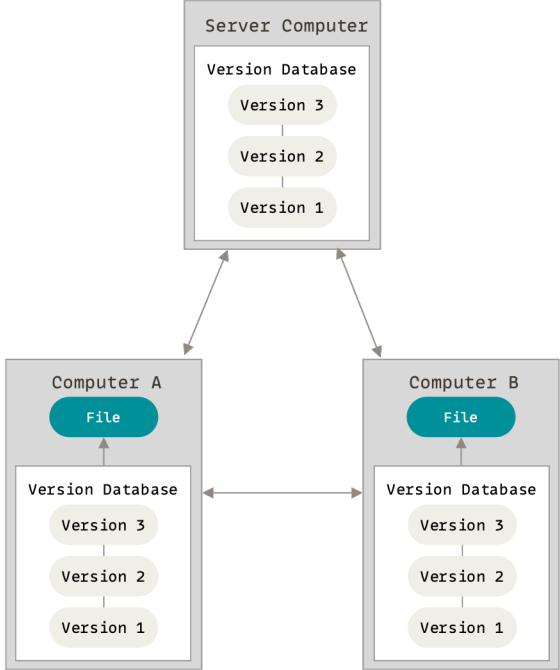 Server Computer
Version Database
Version 3
Version 2
Version 1
Computer A
File
Version Database
Version 3
Version 2
Version 1
Computer B
File
Version Database
Version 3
Version 2
Version 1